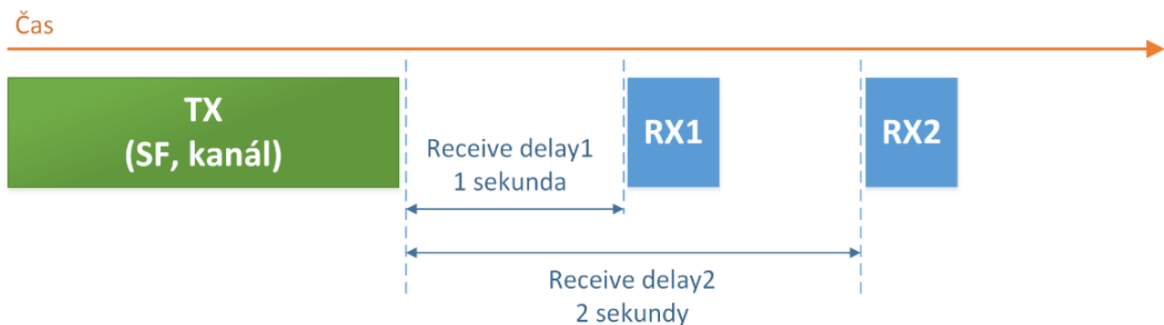 Čas
TX
(SF, kanál)
RX1
RX2
Receive delay1
1 sekunda
Receive delay2
2 sekundy